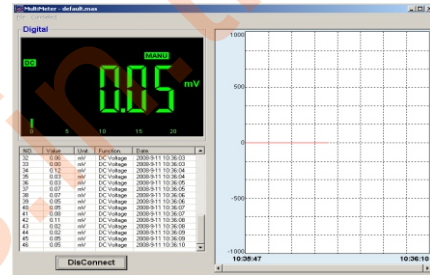 MultiMeter - default.man
File Connected
Digital
DC
MANU
0.05
mV
0 5 10 15 20
NO. Value Unit Function Date
32 0.06 mV DC Voltage 2008-9-11 10:36:03
33 0.00 mV DC Voltage 2008-9-11 10:36:03
34 0.12 mV DC Voltage 2008-9-11 10:36:04
35 0.03 mV DC Voltage 2008-9-11 10:36:04
36 0.03 mV DC Voltage 2008-9-11 10:36:05
37 0.07 mV DC Voltage 2008-9-11 10:36:05
38 0.07 mV DC Voltage 2008-9-11 10:36:06
39 0.05 mV DC Voltage 2008-9-11 10:36:06
40 0.05 mV DC Voltage 2008-9-11 10:36:07
41 0.00 mV DC Voltage 2008-9-11 10:36:07
42 0.11 mV DC Voltage 2008-9-11 10:36:08
43 0.02 mV DC Voltage 2008-9-11 10:36:08
44 0.02 mV DC Voltage 2008-9-11 10:36:09
45 0.05 mV DC Voltage 2008-9-11 10:36:09
46 0.05 mV DC Voltage 2008-9-11 10:36:10
DisConnect
1000
500
0
-500
-1000
10:35:47 10:36:10